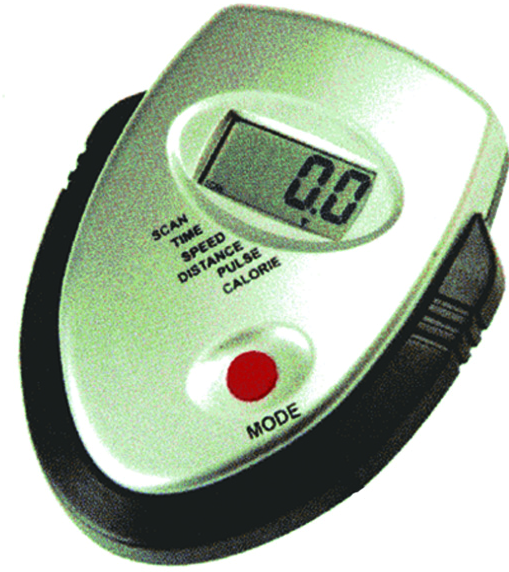 0.0
SCAN
TIME
SPEED
DISTANCE
PULSE
CALORIE
MODE